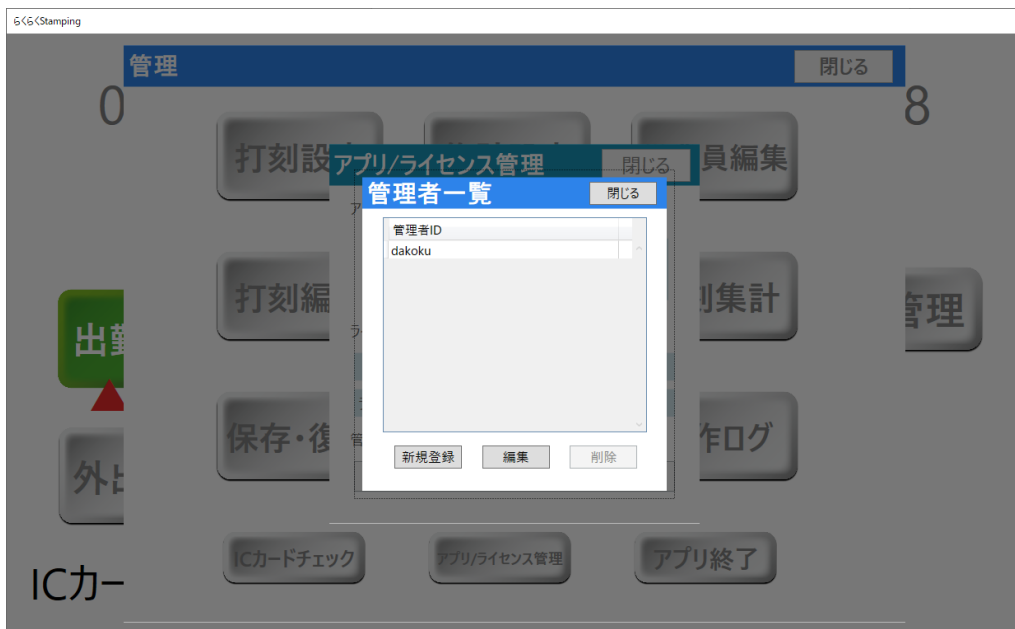 らくらくStamping
管理
閉じる
0
8
打刻設
員編集
アプリ/ライセンス管理
閉じる
管理者一覧
閉じる
ア
管理者ID
dakoku
打刻編
刻集計
出勤
管理
ラ
保存・復
管
作ログ
新規登録
編集
削除
外出
ICカードチェック
アプリ/ライセンス管理
アプリ終了
ICカー